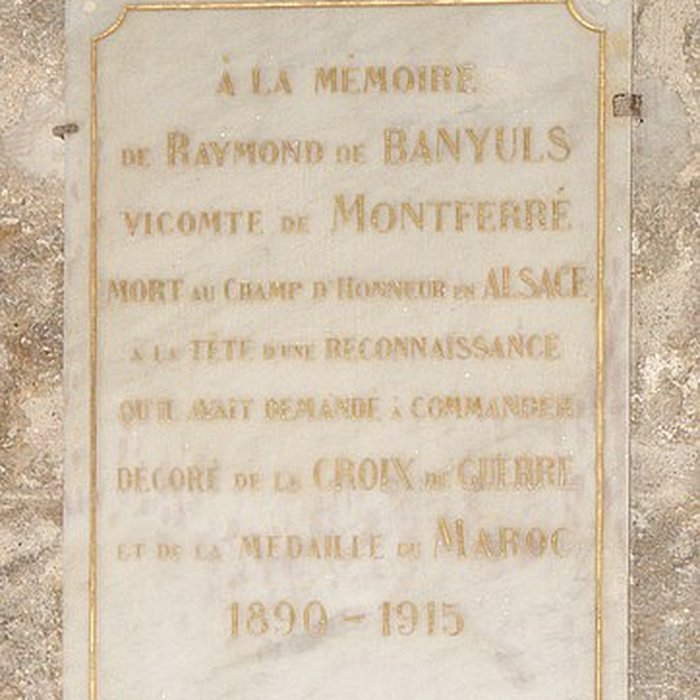 À LA MÉMOIRE
DE RAYMOND DE BANYULS
VICOMTE DE MONTFERRÉ
MORT AU CHAMP D'HONNEUR EN ALSACE
A LA TÊTE D'UNE RECONNAISSANCE
QU'IL AVAIT DEMANDÉ À COMMANDER
DÉCORÉ DE LA CROIX DE GUERRE
ET DE LA MÉDAILLE DU MAROC
1890 - 1915